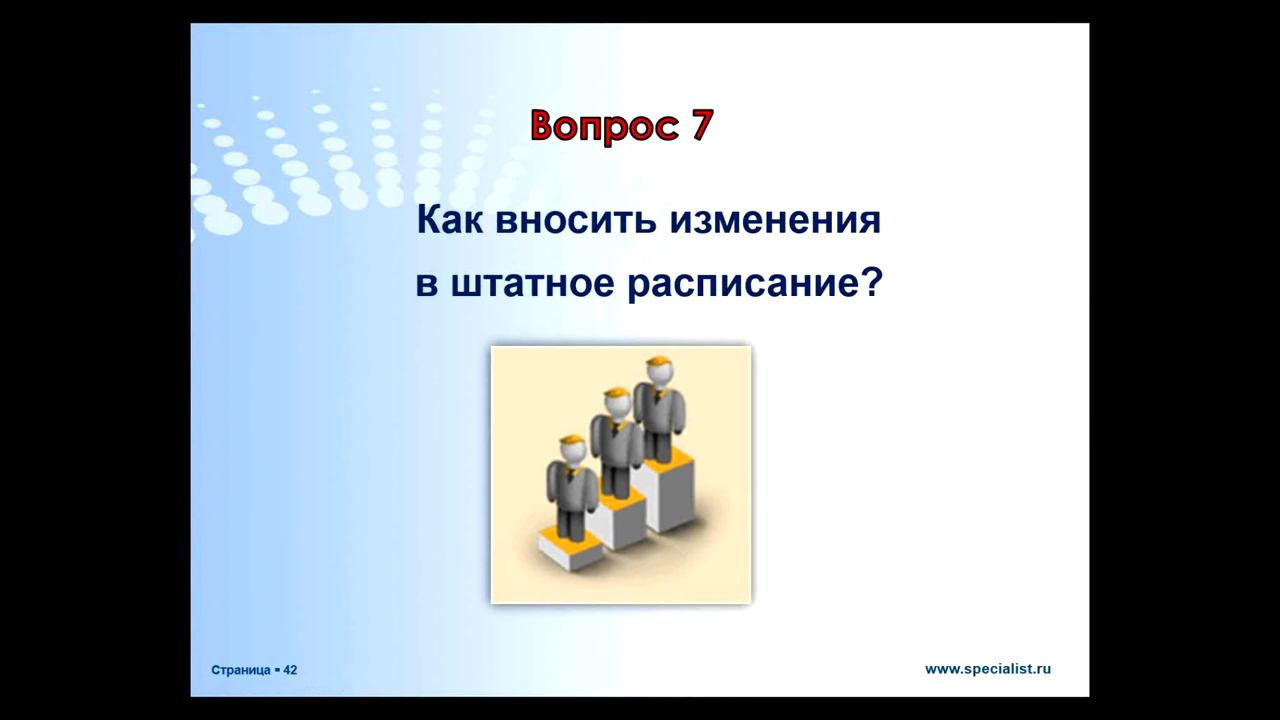 Вопрос 7
Как вносить изменения
в штатное расписание?
Страница ▪ 42
www.specialist.ru